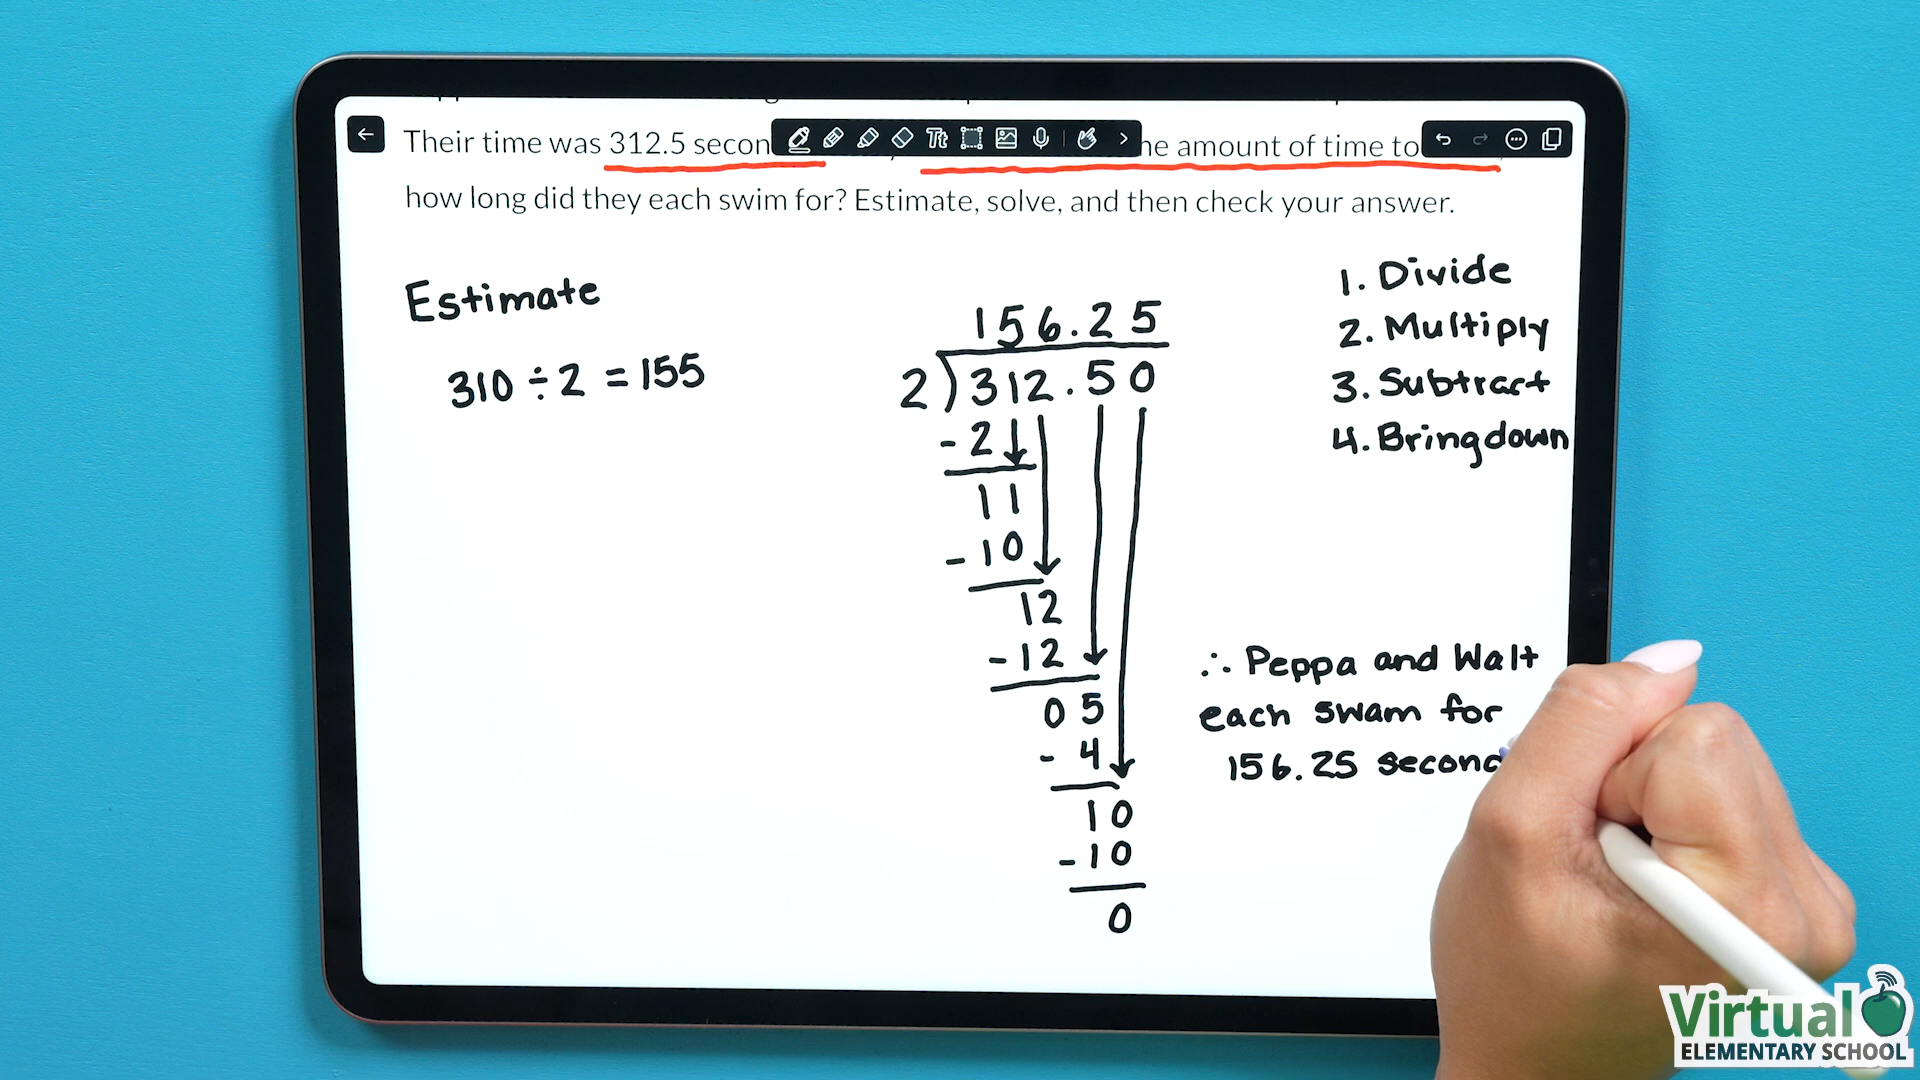 Their time was 312.5 secon
he amount of time to
how long did they each swim for? Estimate, solve, and then check your answer.
Estimate
310 ÷ 2 = 155
156.25
2)312.50
- 2
11
- 10
12
- 12
05
- 4
10
- 10
0
1. Divide
2. Multiply
3. Subtract
4. Bringdown
∴ Peppa and Walt
each swam for
156.25 second
Tt
Virtual
ELEMENTARY SCHOOL